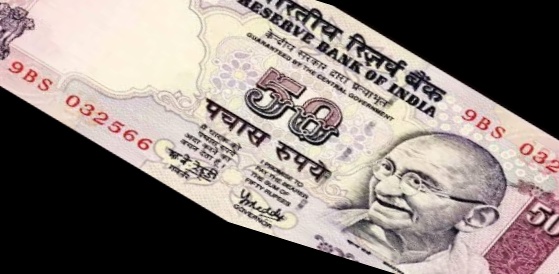 भारतीय रिज़र्व बैंक
RESERVE BANK OF INDIA
केन्द्रीय सरकार द्वारा प्रत्याभूत
GUARANTEED BY THE CENTRAL GOVERNMENT
9BS 032
9BS 032566
50
पचास रुपये
I PROMISE TO
PAY THE BEARER
THE SUM OF
FIFTY RUPEES
GOVERNOR
50